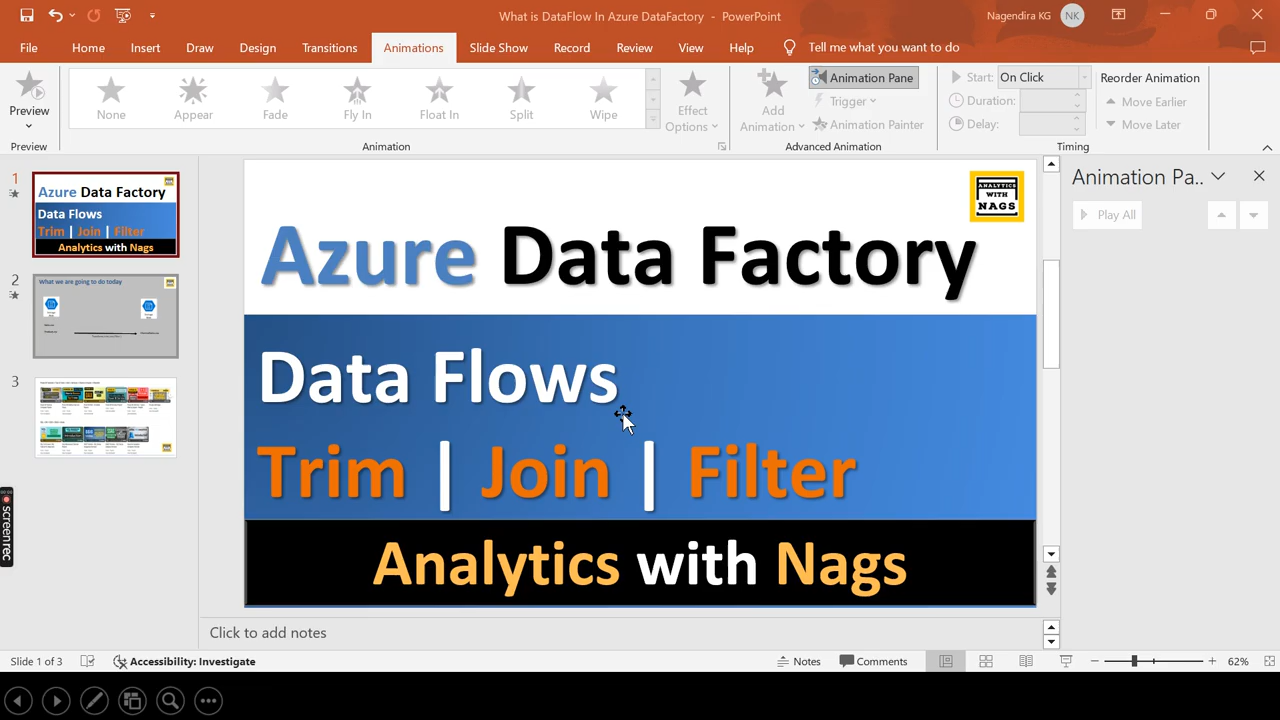 What is DataFlow In Azure DataFactory - PowerPoint
Nagendira KG
NK
File Home Insert Draw Design Transitions Animations Slide Show Record Review View Help Tell me what you want to do
Preview
None Appear Fade Fly In Float In Split Wipe
Effect Options
Add Animation
Animation Pane
Trigger
Animation Painter
Start: On Click
Duration:
Delay:
Reorder Animation
Move Earlier
Move Later
Preview Animation Advanced Animation Timing
1
Azure Data Factory
Data Flows
Trim | Join | Filter
Analytics with Nags
2
What we are going to do today
3
ANALYTICS
WITH
NAGS
Azure Data Factory
Data Flows
Trim | Join | Filter
Analytics with Nags
Animation Pa..
Play All
Click to add notes
screenrec
Slide 1 of 3
Accessibility: Investigate
Notes
Comments
62%